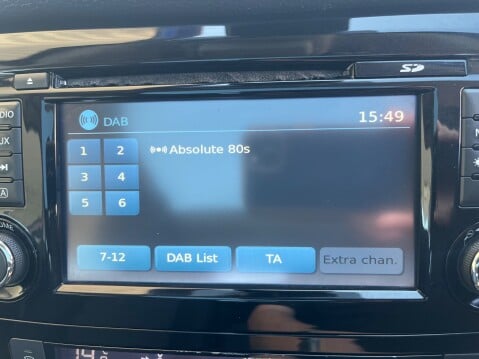 SD
DAB
15:49
1 2
Absolute 80s
3 4
5 6
7-12
DAB List
TA
Extra chan.
A
14